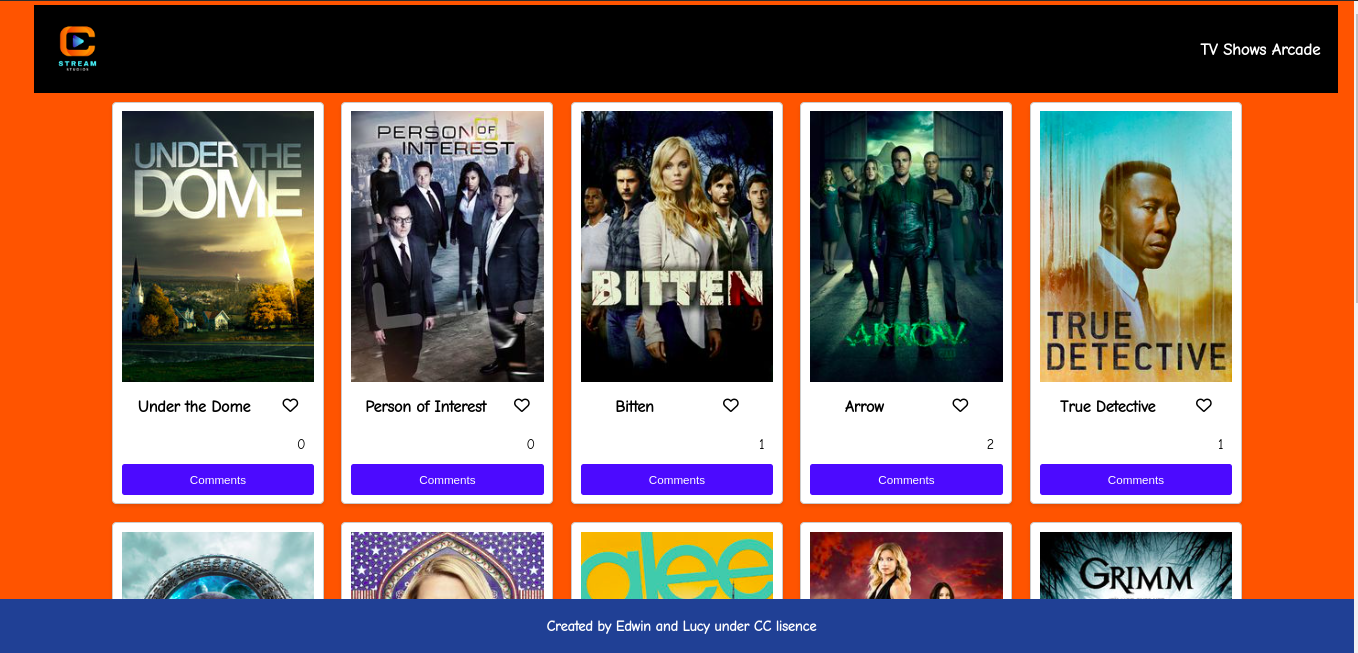 STREAM
STUDIOS
TV Shows Arcade
UNDER THE
DOME
PERSON OF
INTEREST
BITTEN
ARROW
TRUE
DETECTIVE
Under the Dome
Person of Interest
Bitten
Arrow
True Detective
0
0
1
2
1
Comments
Comments
Comments
Comments
Comments
glee
GRIMM
Created by Edwin and Lucy under CC lisence